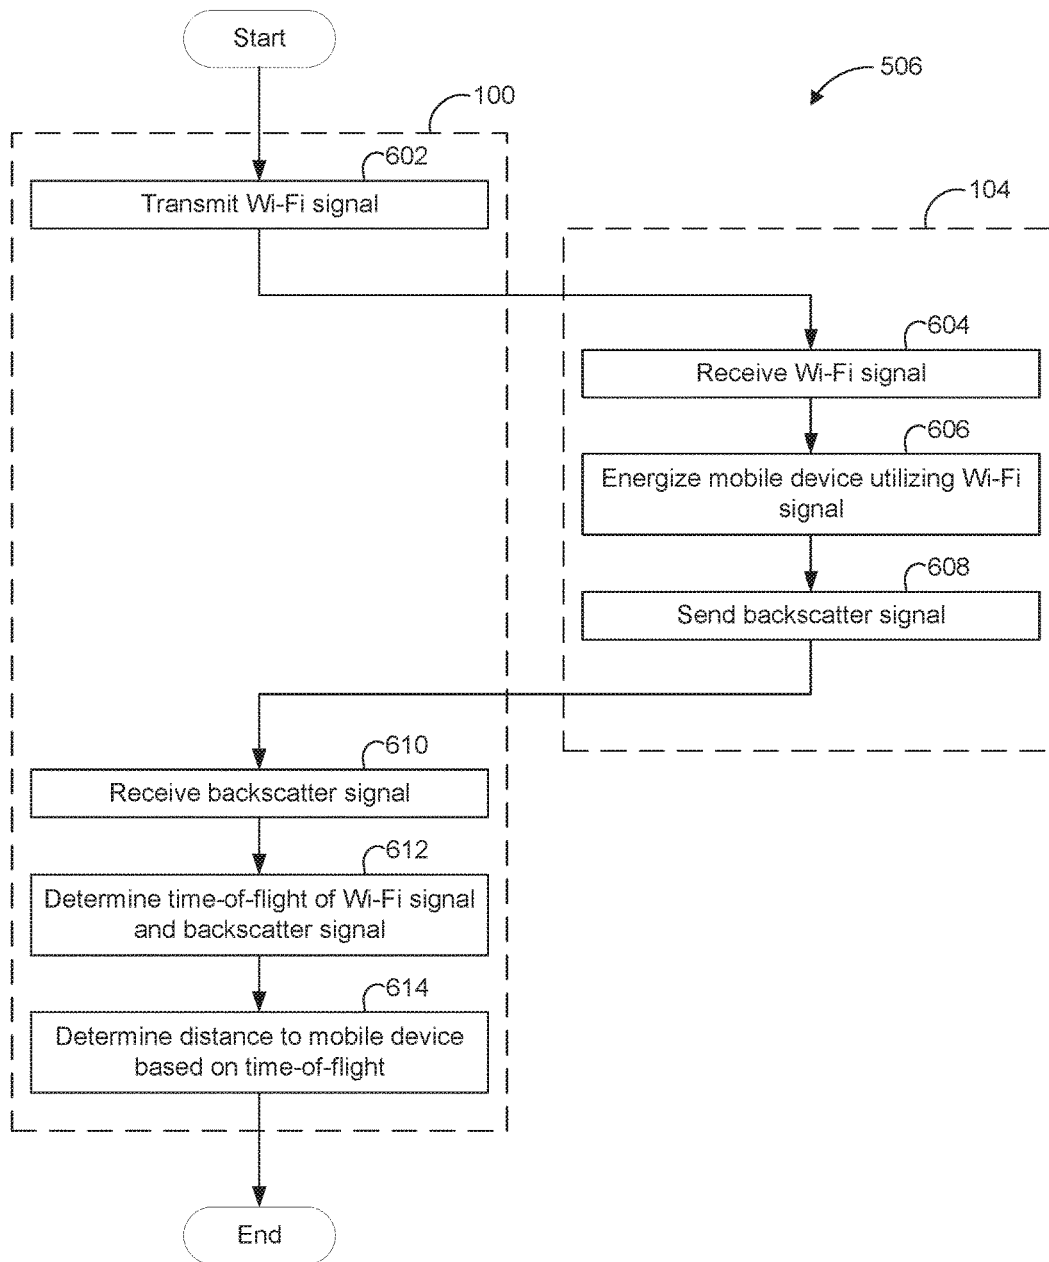 Start
506
100
602
Transmit Wi-Fi signal
104
604
Receive Wi-Fi signal
606
Energize mobile device utilizing Wi-Fi
signal
608
Send backscatter signal
610
Receive backscatter signal
612
Determine time-of-flight of Wi-Fi signal
and backscatter signal
614
Determine distance to mobile device
based on time-of-flight
End